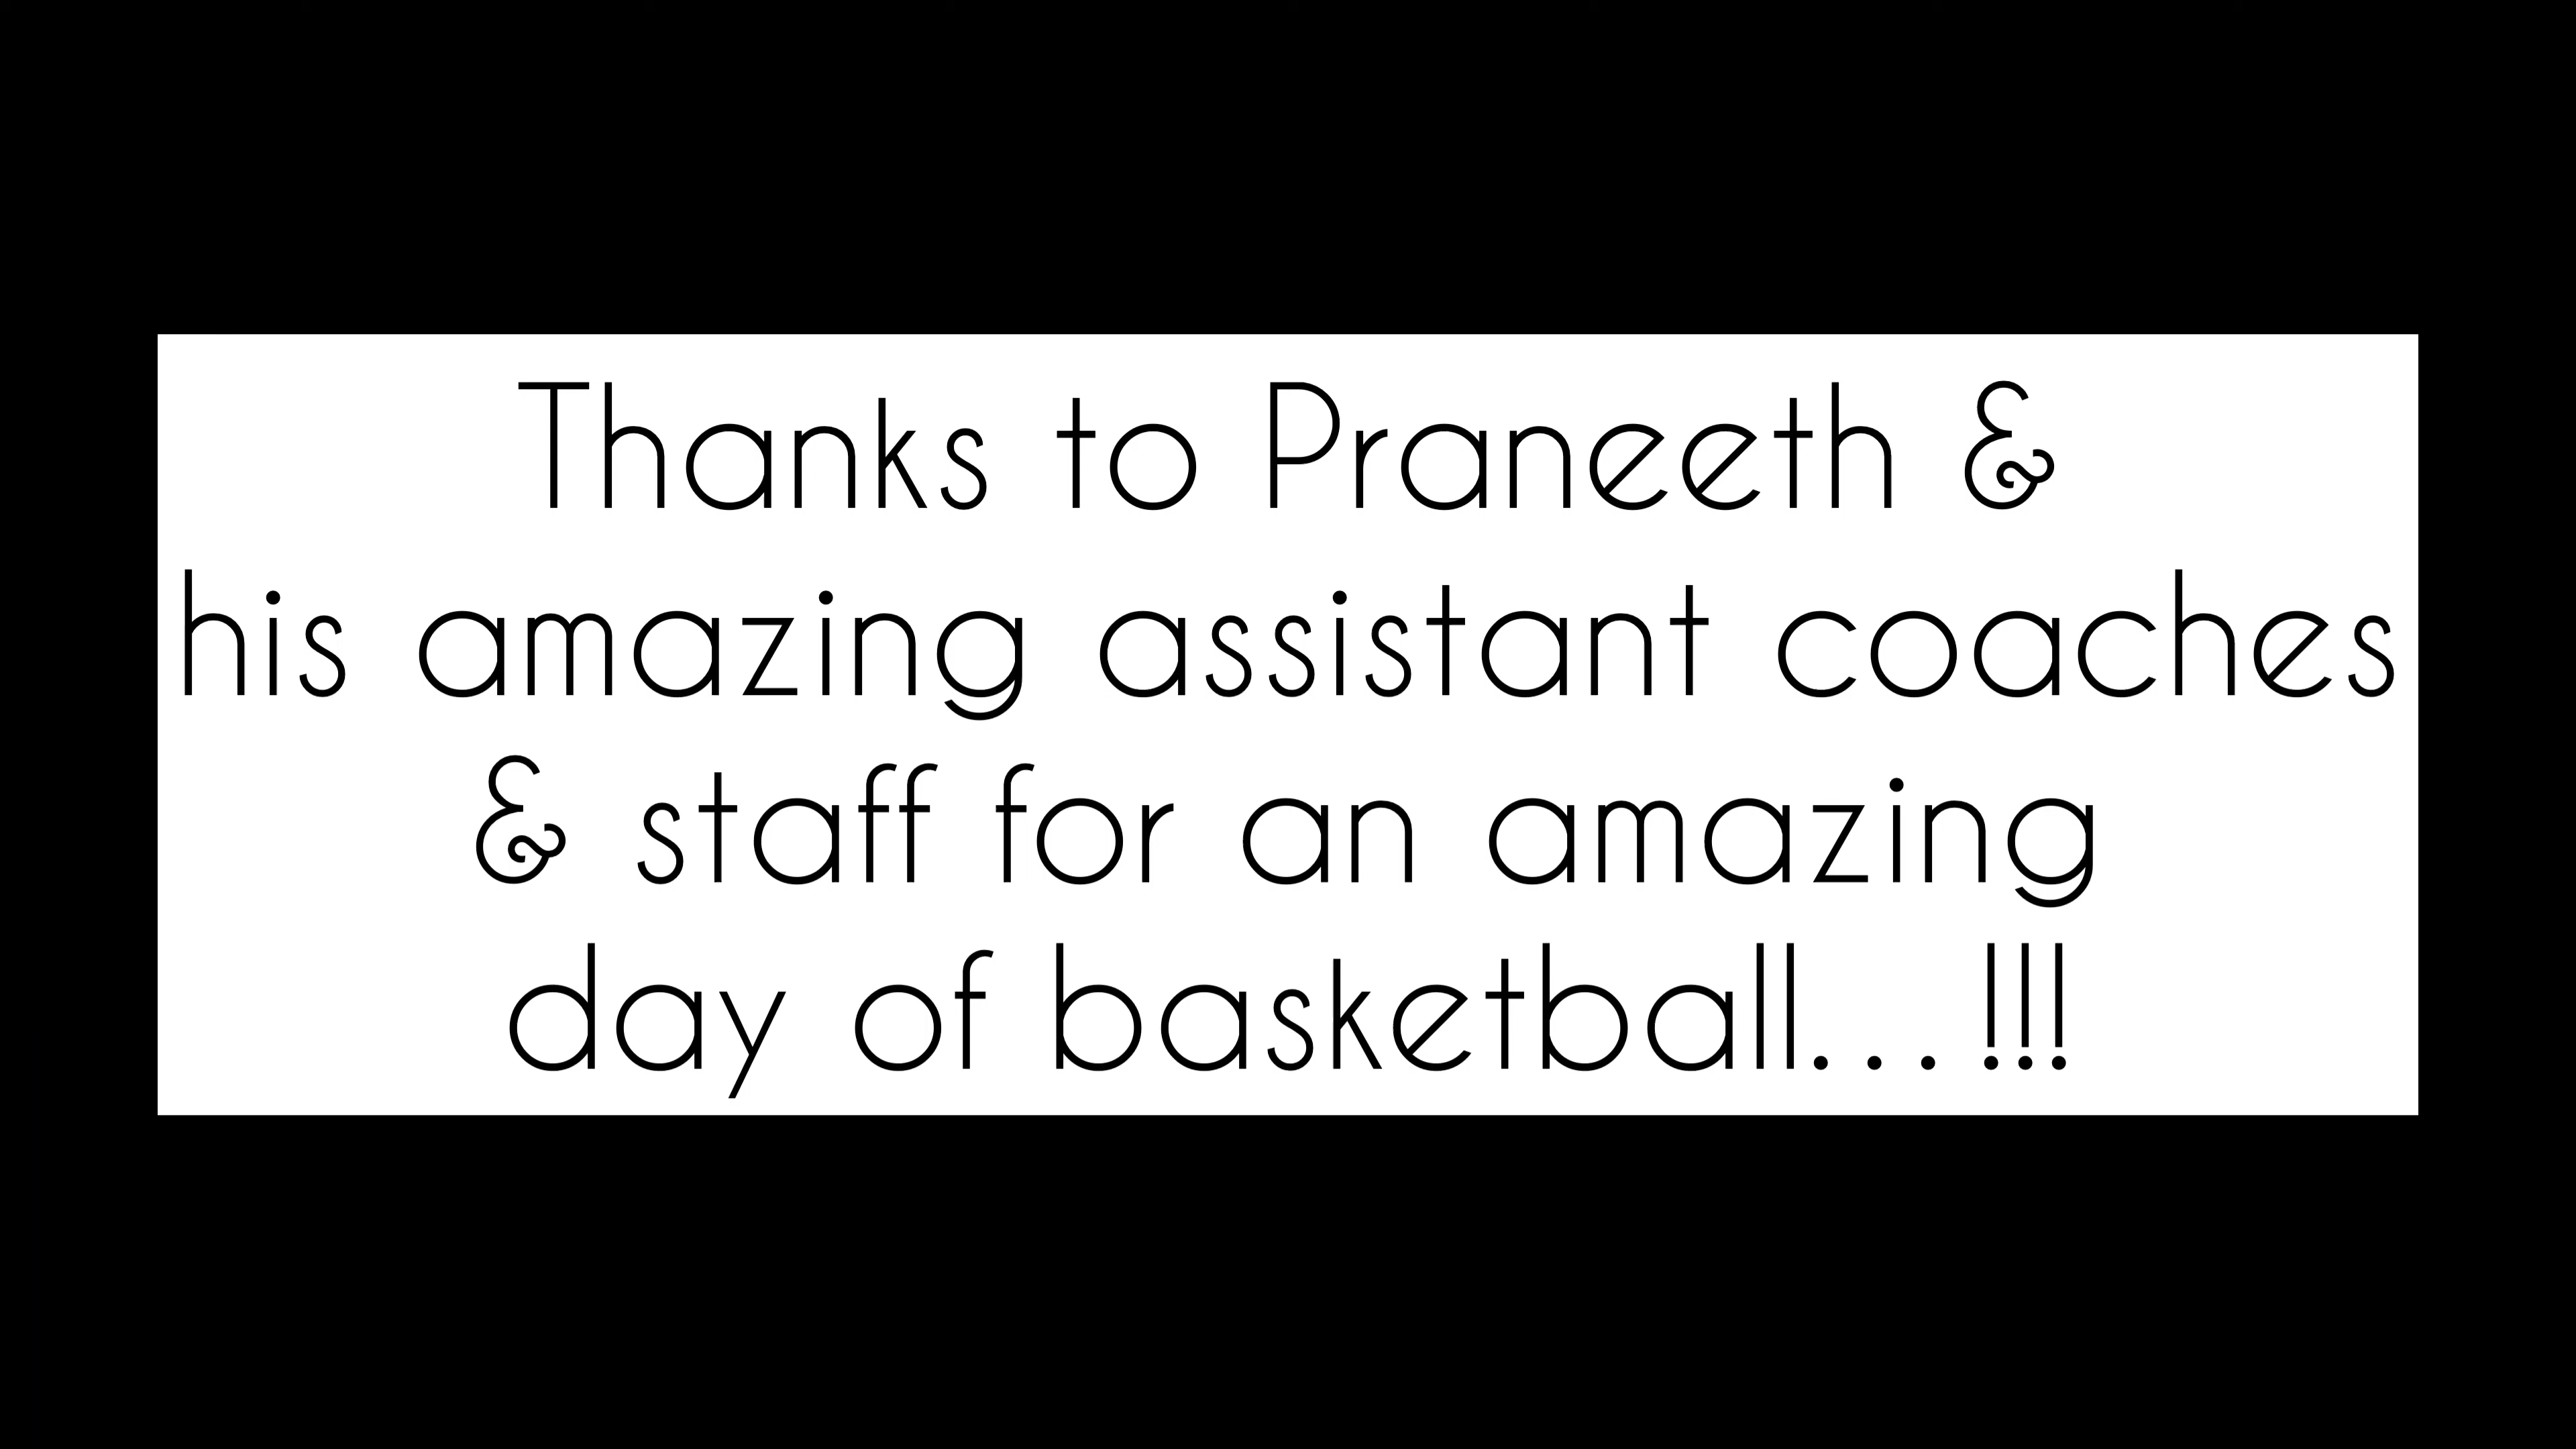 Thanks to Praneeth &
his amazing assistant coaches
& staff for an amazing
day of basketball...!!!